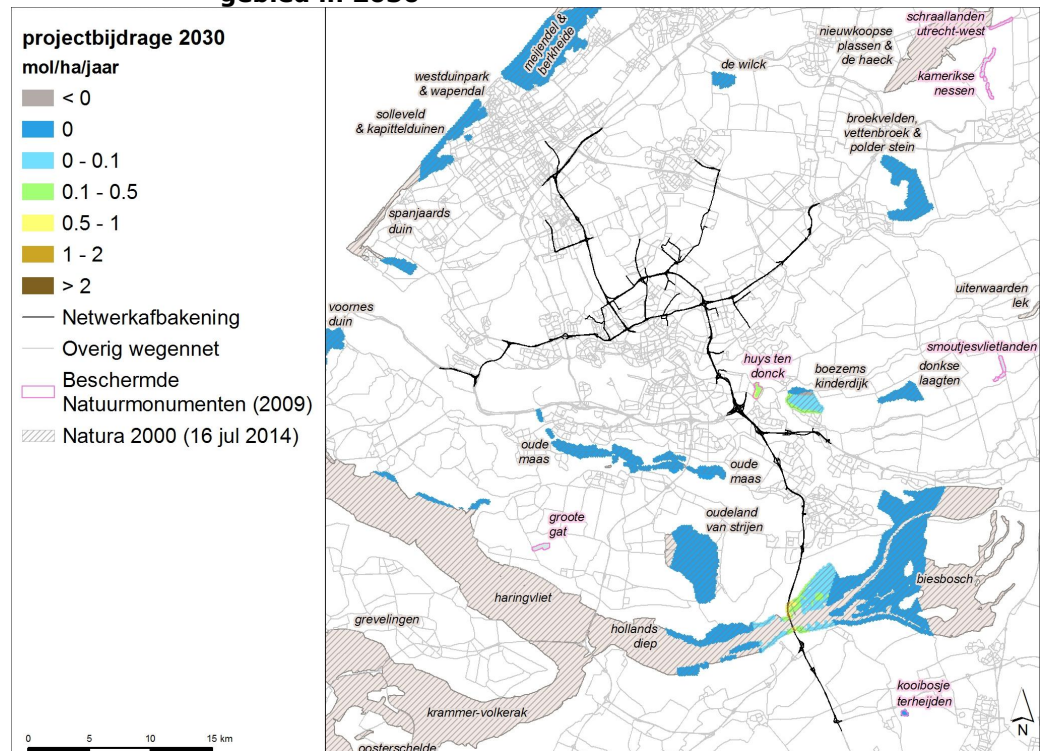 gebied in 2030
projectbijdrage 2030
mol/ha/jaar
< 0
0
0 - 0.1
0.1 - 0.5
0.5 - 1
1 - 2
> 2
Netwerkafbakening
Overig wegennet
Beschermde
Natuurmonumenten (2009)
Natura 2000 (16 jul 2014)
0 5 10 15 km
meijendel &
berkheide
nieuwkoopse
plassen &
de haeck
schraallanden
utrecht-west
kamerikse
nessen
de wilck
westduinpark
& wapendal
solleveld
& kapittelduinen
broekvelden,
vettenbroek &
polder stein
spanjaards
duin
voornes
duin
uiterwaarden
lek
smoutjesvlietlanden
huys ten
donck
boezems
kinderdijk
donkse
laagten
oude
maas
oude
maas
oudeland
van strijen
groote
gat
biesbosch
haringvliet
grevelingen
hollands
diep
kooibosje
terheijden
krammer-volkerak
oosterschelde
N